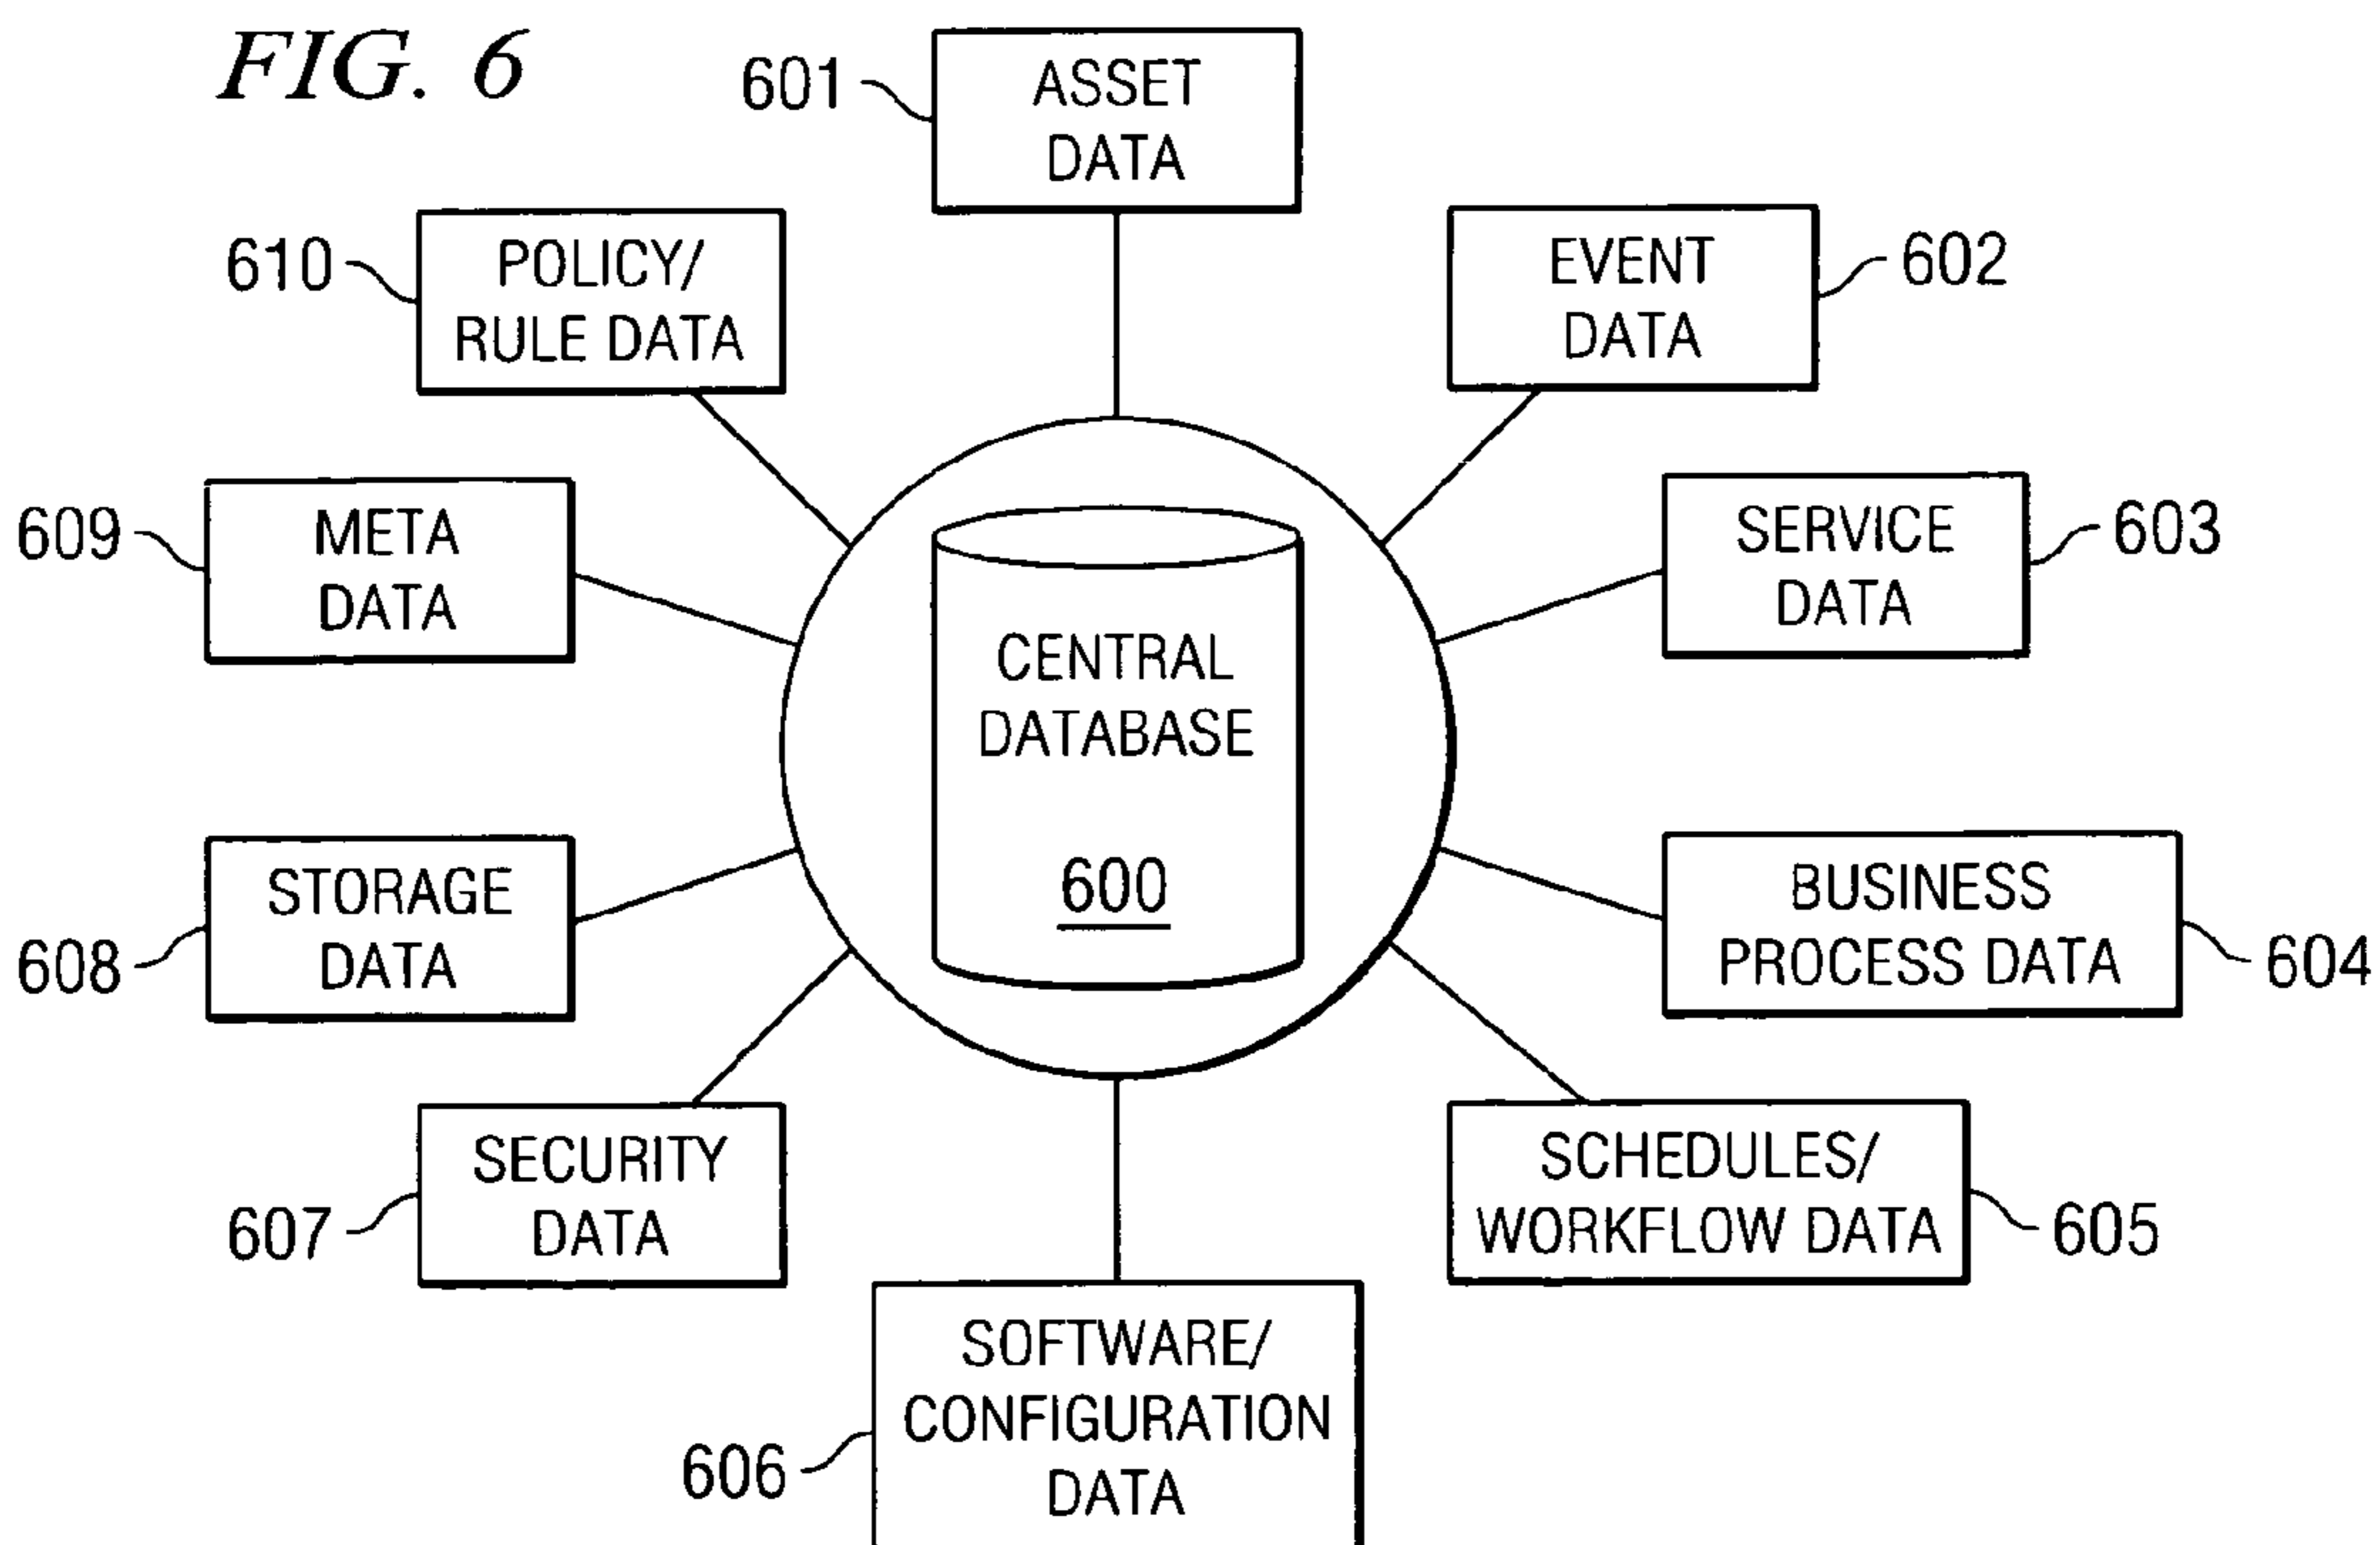 FIG. 6
601
ASSET
DATA
610
POLICY/
RULE DATA
EVENT
DATA
602
609
META
DATA
SERVICE
DATA
603
CENTRAL
DATABASE
600
608
STORAGE
DATA
BUSINESS
PROCESS DATA
604
607
SECURITY
DATA
SCHEDULES/
WORKFLOW DATA
605
606
SOFTWARE/
CONFIGURATION
DATA